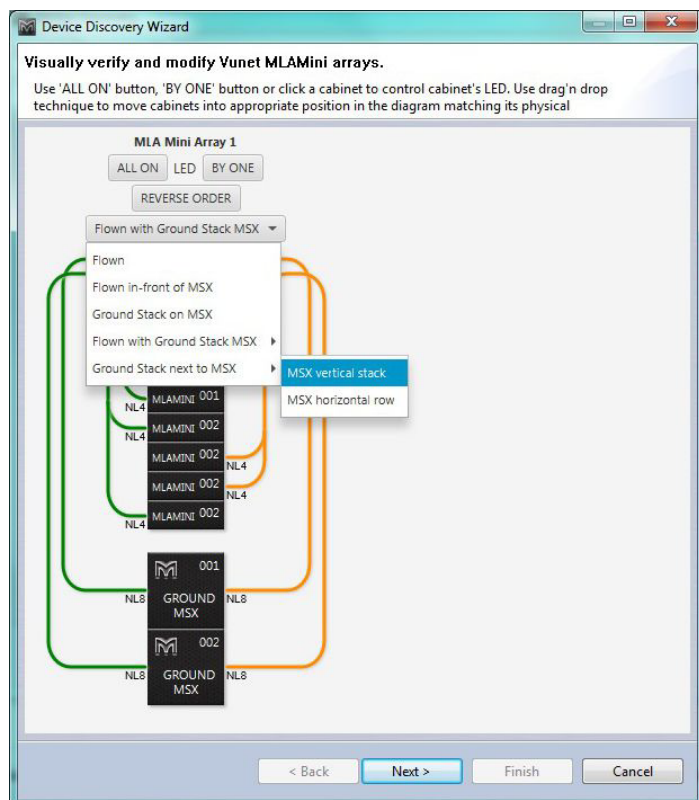 Device Discovery Wizard
Visually verify and modify Vunet MLAMini arrays.
Use 'ALL ON' button, 'BY ONE' button or click a cabinet to control cabinet's LED. Use drag'n drop
technique to move cabinets into appropriate position in the diagram matching its physical
MLA Mini Array 1
ALL ON LED BY ONE
REVERSE ORDER
Flown with Ground Stack MSX
Flown
Flown in-front of MSX
Ground Stack on MSX
Flown with Ground Stack MSX
Ground Stack next to MSX
MSX vertical stack
MSX horizontal row
MLAMINI 001
NL4
MLAMINI 002
NL4
MLAMINI 002
NL4
MLAMINI 002
NL4
MLAMINI 002
NL4
001
NL8 GROUND NL8
MSX
002
NL8 GROUND NL8
MSX
< Back Next > Finish Cancel